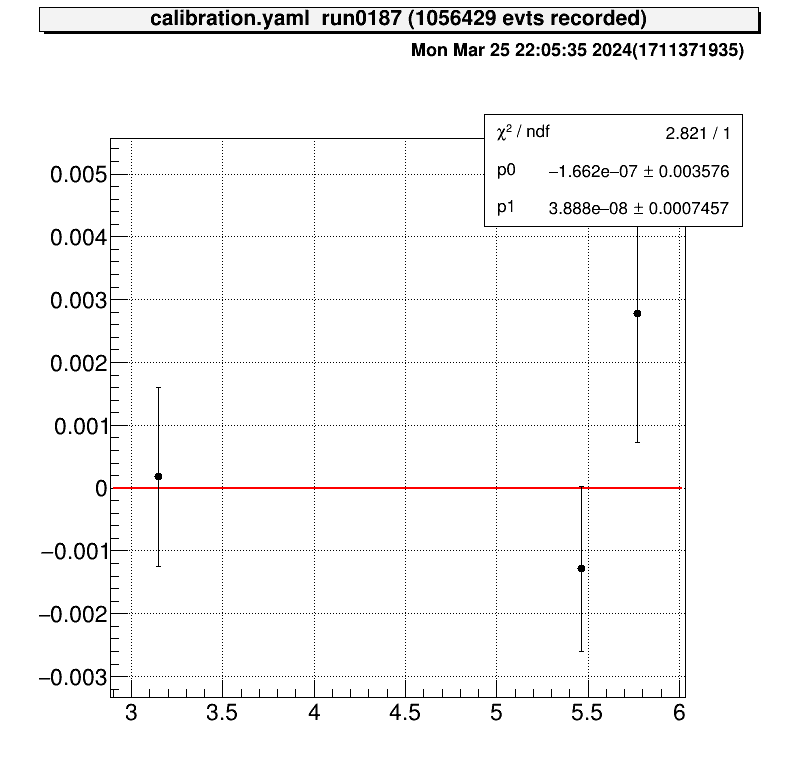 calibration.yaml run0187 (1056429 evts recorded)
Mon Mar 25 22:05:35 2024(1711371935)
χ² / ndf 2.821 / 1
p0 −1.662e−07 ± 0.003576
p1 3.888e−08 ± 0.0007457
0.005
0.004
0.003
0.002
0.001
0
−0.001
−0.002
−0.003
3 3.5 4 4.5 5 5.5 6